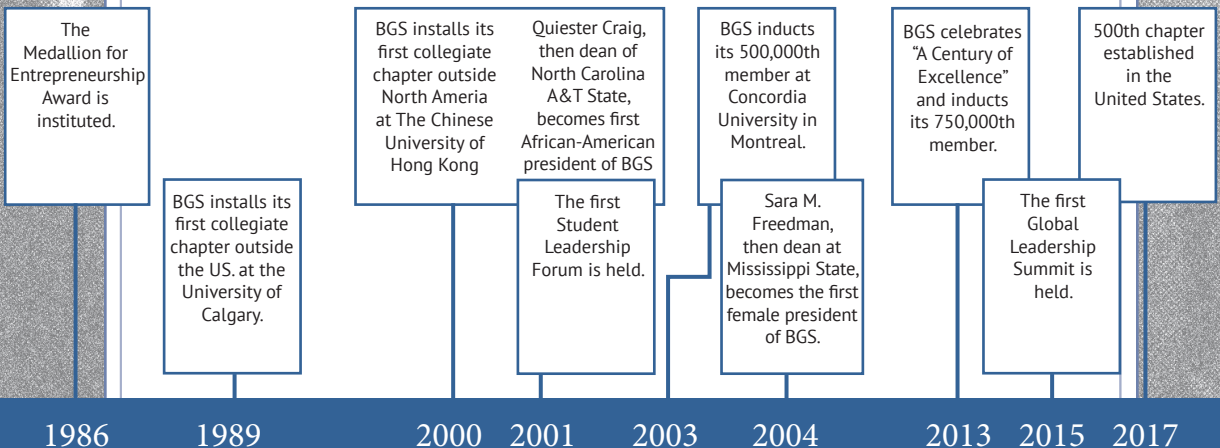 The
Medallion for
Entrepreneurship
Award is
instituted.
BGS installs its
first collegiate
chapter outside
the US. at the
University of
Calgary.
BGS installs its
first collegiate
chapter outside
North Ameria
at The Chinese
University of
Hong Kong
Quiester Craig,
then dean of
North Carolina
A&T State,
becomes first
African-American
president of BGS
The first
Student
Leadership
Forum is held.
BGS inducts
its 500,000th
member at
Concordia
University in
Montreal.
Sara M.
Freedman,
then dean at
Mississippi State,
becomes the first
female president
of BGS.
BGS celebrates
“A Century of
Excellence”
and inducts
its 750,000th
member.
The first
Global
Leadership
Summit is
held.
500th chapter
established
in the
United States.
1986 1989 2000 2001 2003 2004 2013 2015 2017